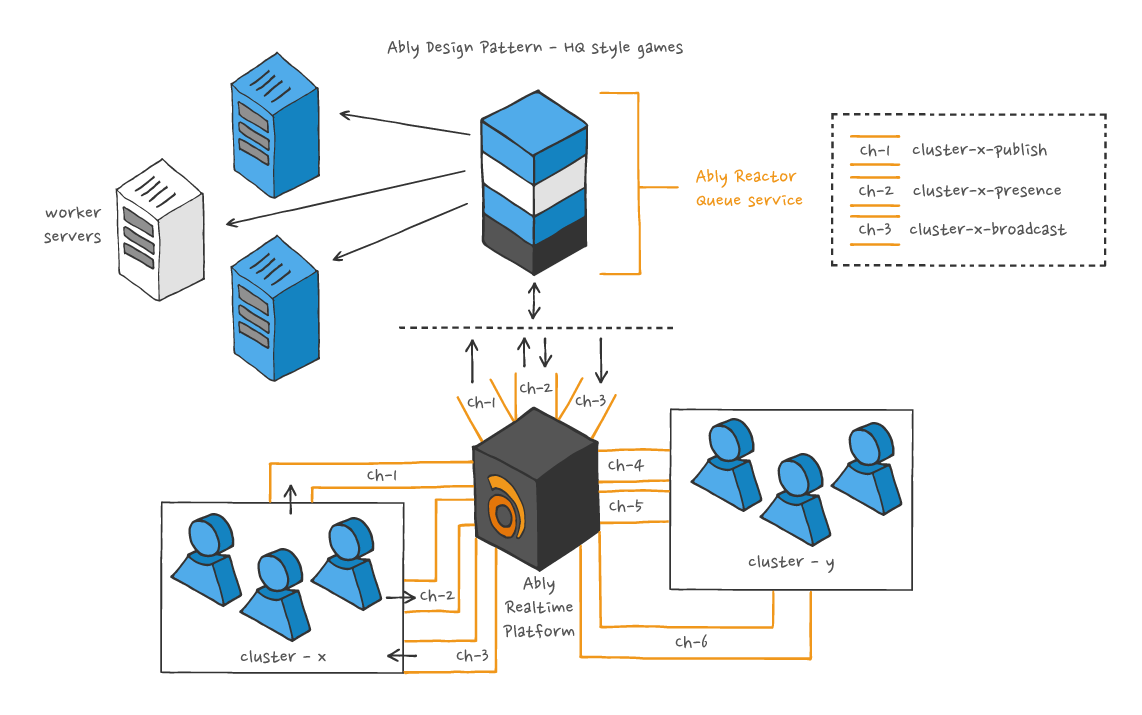 Ably Design Pattern - HQ style games
worker
servers
Ably Reactor
Queue service
ch-1 cluster-x-publish
ch-2 cluster-x-presence
ch-3 cluster-x-broadcast
ch-1
ch-2
ch-3
ch-1
ch-2
ch-3
cluster - x
Ably
Realtime
Platform
ch-4
ch-5
ch-6
cluster - y